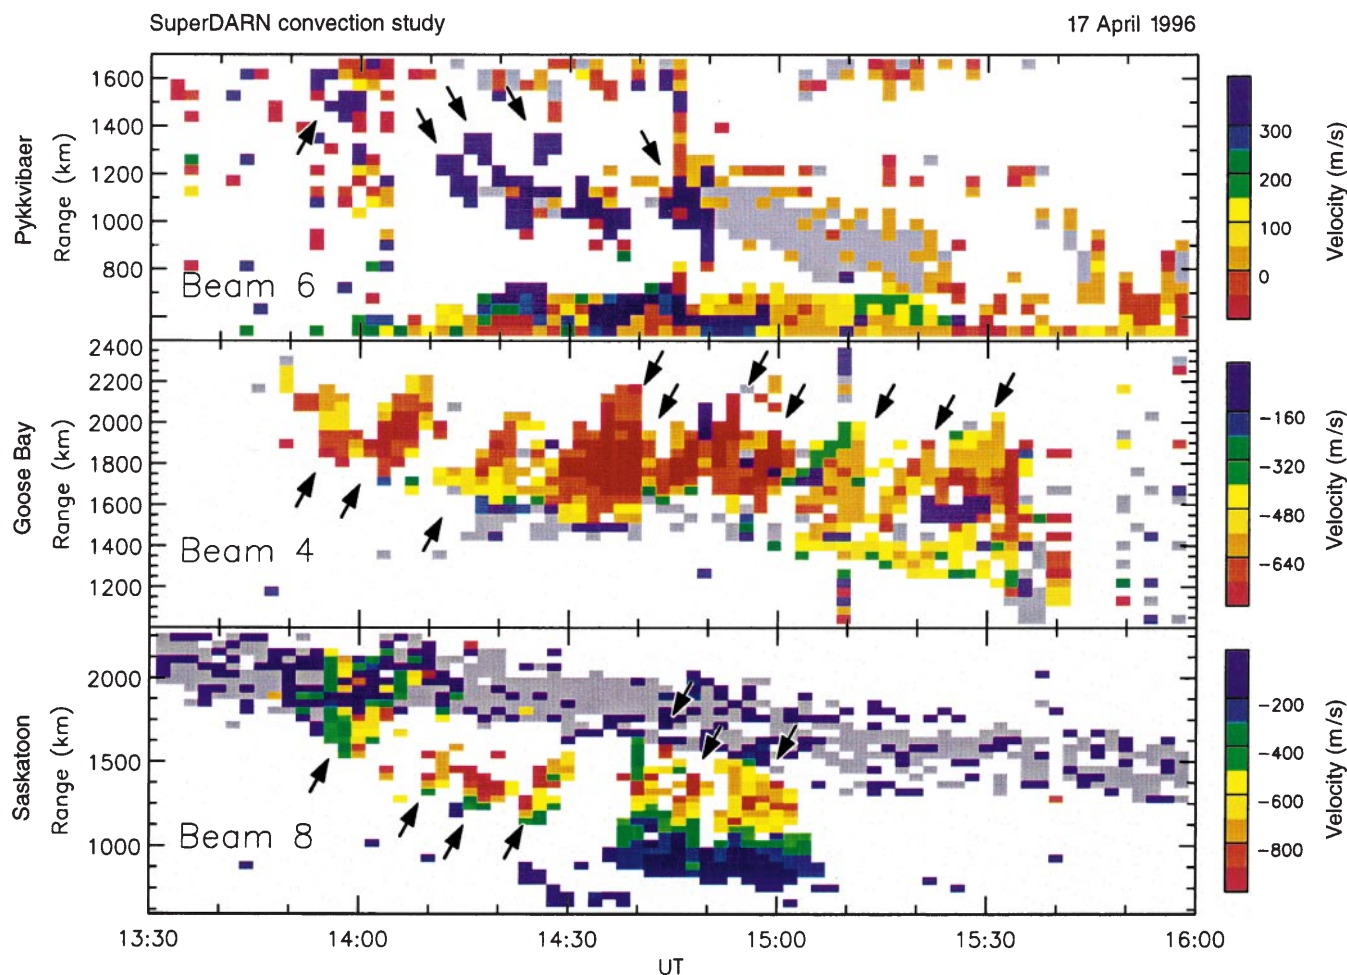 SuperDARN convection study 17 April 1996
Pykkvibaer
Range (km)
1600
1400
1200
1000
800
Beam 6
300
200
100
0
Velocity (m/s)
Goose Bay
Range (km)
2400
2200
2000
1800
1600
1400
1200
Beam 4
-160
-320
-480
-640
Velocity (m/s)
Saskatoon
Range (km)
2000
1500
1000
Beam 8
-200
-400
-600
-800
Velocity (m/s)
13:30 14:00 14:30 15:00 15:30 16:00
UT